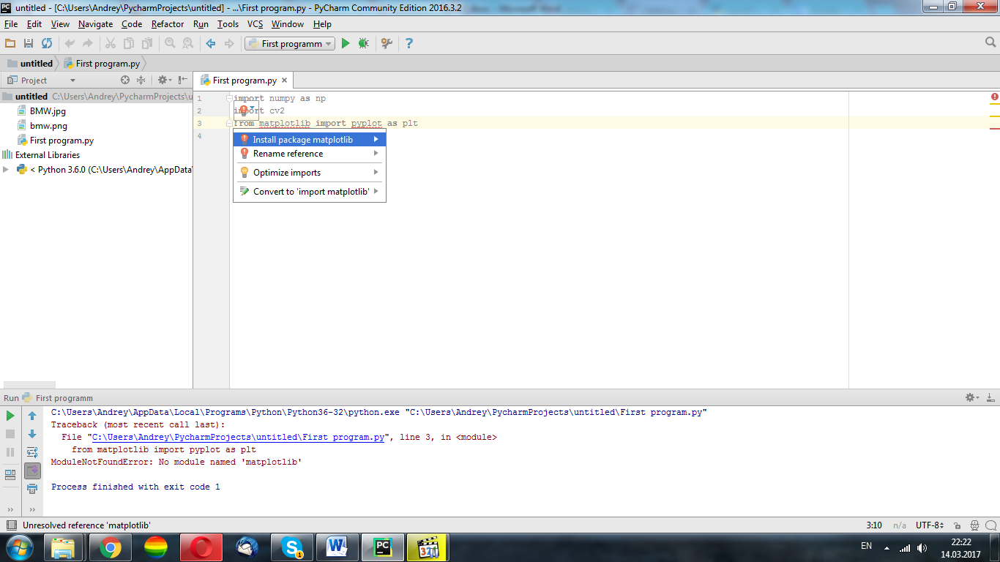 untitled - [C:\Users\Andrey\PycharmProjects\untitled] - ...\First program.py - PyCharm Community Edition 2016.3.2
File Edit View Navigate Code Refactor Run Tools VCS Window Help
First programm
untitled First program.py
Project
First program.py
untitled C:\Users\Andrey\PycharmProjects\u
BMW.jpg
bmw.png
First program.py
External Libraries
< Python 3.6.0 (C:\Users\Andrey\AppData\
1 import numpy as np
2 import cv2
3 from matplotlib import pyplot as plt
4
Install package matplotlib
Rename reference
Optimize imports
Convert to 'import matplotlib'
Run First programm
C:\Users\Andrey\AppData\Local\Programs\Python\Python36-32\python.exe "C:\Users\Andrey\PycharmProjects\untitled\First program.py"
Traceback (most recent call last):
File "C:\Users\Andrey\PycharmProjects\untitled\First program.py", line 3, in <module>
from matplotlib import pyplot as plt
ModuleNotFoundError: No module named 'matplotlib'
Process finished with exit code 1
Unresolved reference 'matplotlib'
3:10 n/a UTF-8
EN
22:22
14.03.2017